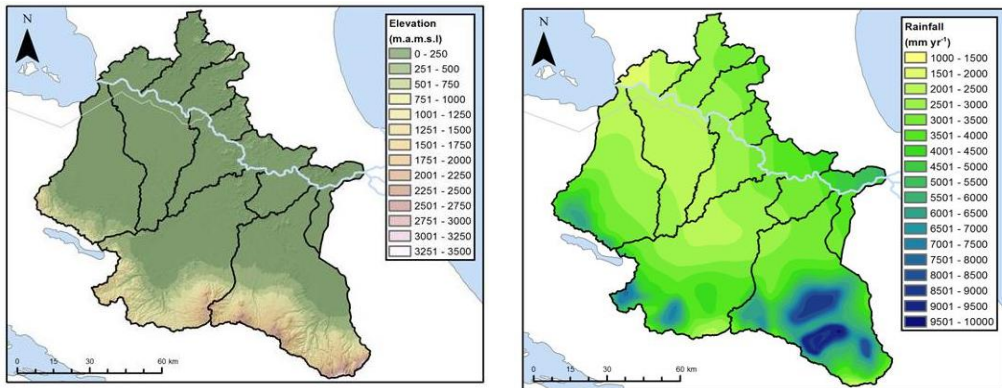 N
Elevation
(m.a.m.s.l)
0 - 250
251 - 500
501 - 750
751 - 1000
1001 - 1250
1251 - 1500
1501 - 1750
1751 - 2000
2001 - 2250
2251 - 2500
2501 - 2750
2751 - 3000
3001 - 3250
3251 - 3500
0 15 30 60 km
N
Rainfall
(mm yr⁻¹)
1000 - 1500
1501 - 2000
2001 - 2500
2501 - 3000
3001 - 3500
3501 - 4000
4001 - 4500
4501 - 5000
5001 - 5500
5501 - 6000
6001 - 6500
6501 - 7000
7001 - 7500
7501 - 8000
8001 - 8500
8501 - 9000
9001 - 9500
9501 - 10000
0 15 30 60 km